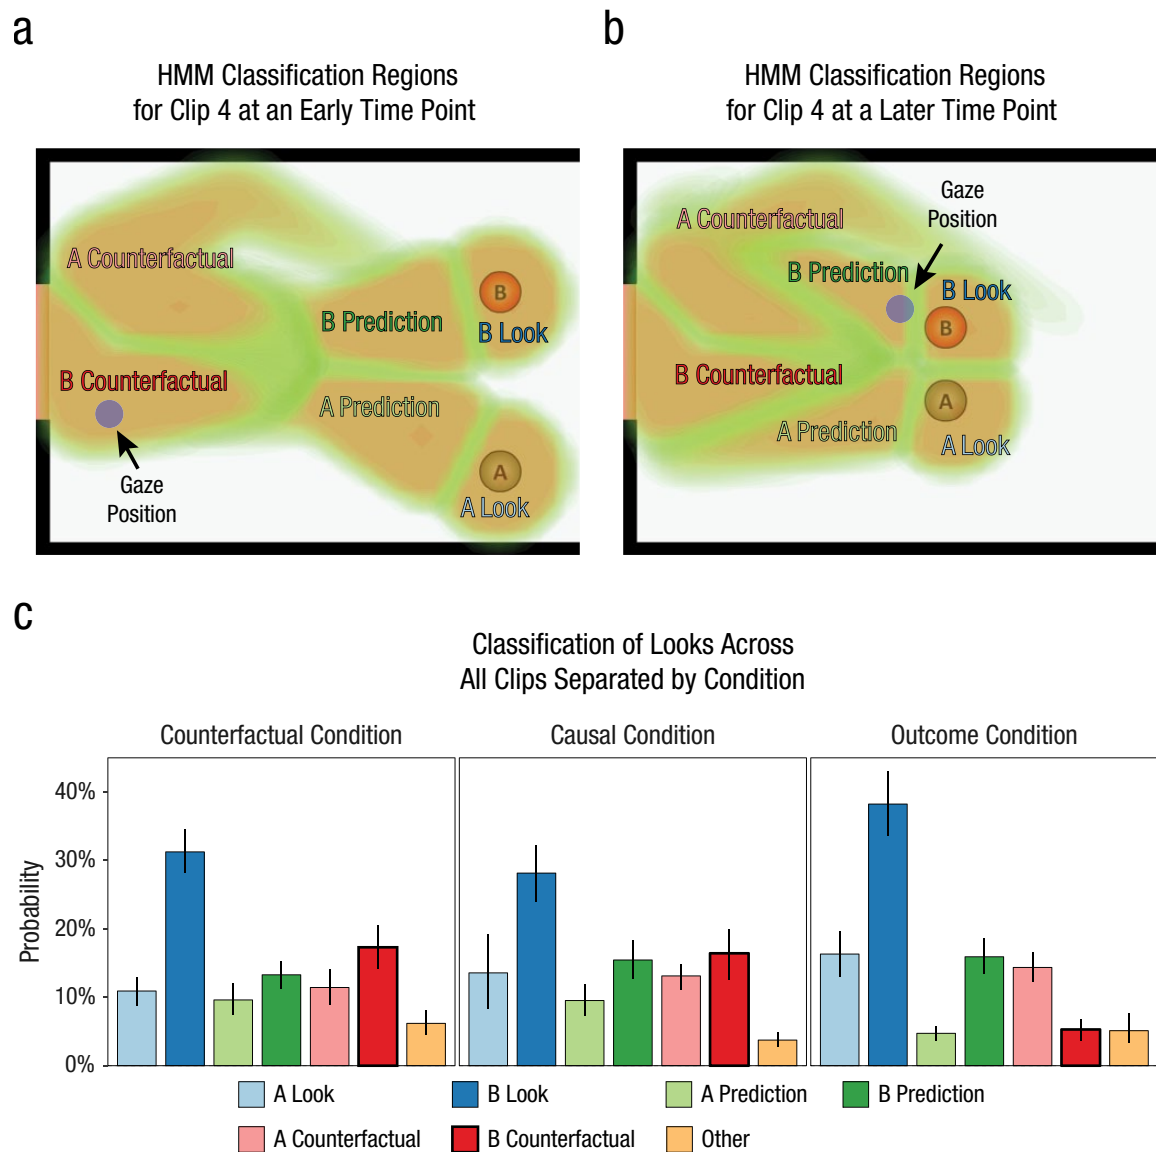 a
HMM Classification Regions
for Clip 4 at an Early Time Point
A Counterfactual
B
B Prediction
B Look
B Counterfactual
A Prediction
Gaze
Position
A
A Look
b
HMM Classification Regions
for Clip 4 at a Later Time Point
A Counterfactual
Gaze
Position
B Prediction
B Look
B
B Counterfactual
A
A Prediction
A Look
c
Classification of Looks Across
All Clips Separated by Condition
Counterfactual Condition
Causal Condition
Outcome Condition
Probability
40%
30%
20%
10%
0%
A Look
B Look
A Prediction
B Prediction
A Counterfactual
B Counterfactual
Other